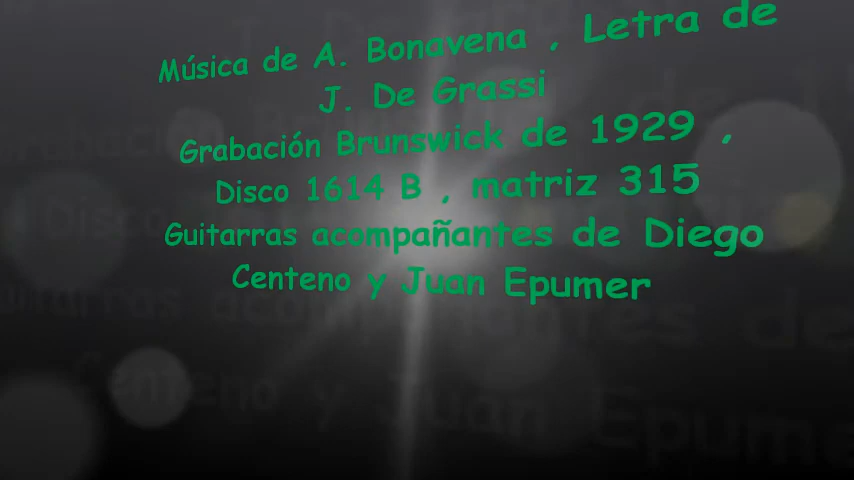 Música de A. Bonavena , Letra de
J. De Grassi
Grabación Brunswick de 1929 ,
Disco 1614 B , matriz 315
Guitarras acompañantes de Diego
Centeno y Juan Epumer